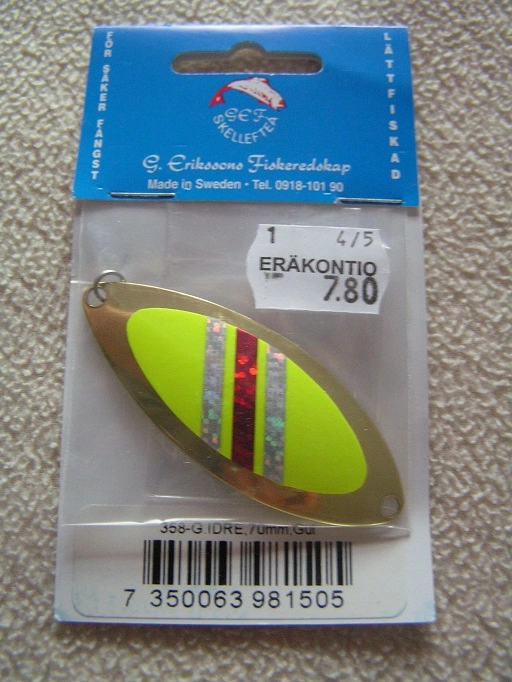 FÖR SÄKER FÅNGST
LÄTTFISKAD
GEF
SKELLEFTEÅ
G. Erikssons Fiskeredskap
Made in Sweden • Tel. 0918-101 90
1 4/5
ERÄKONTIO
7.80
358-G.IDRE,70mm,Gul
7 350063 981505